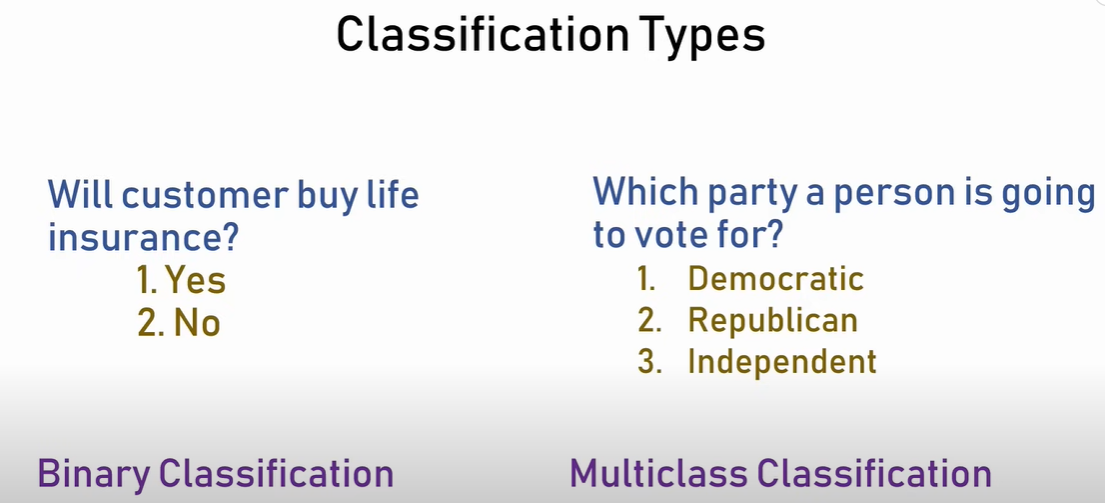 Classification Types
Will customer buy life
insurance?
1. Yes
2. No
Binary Classification
Which party a person is going
to vote for?
1. Democratic
2. Republican
3. Independent
Multiclass Classification